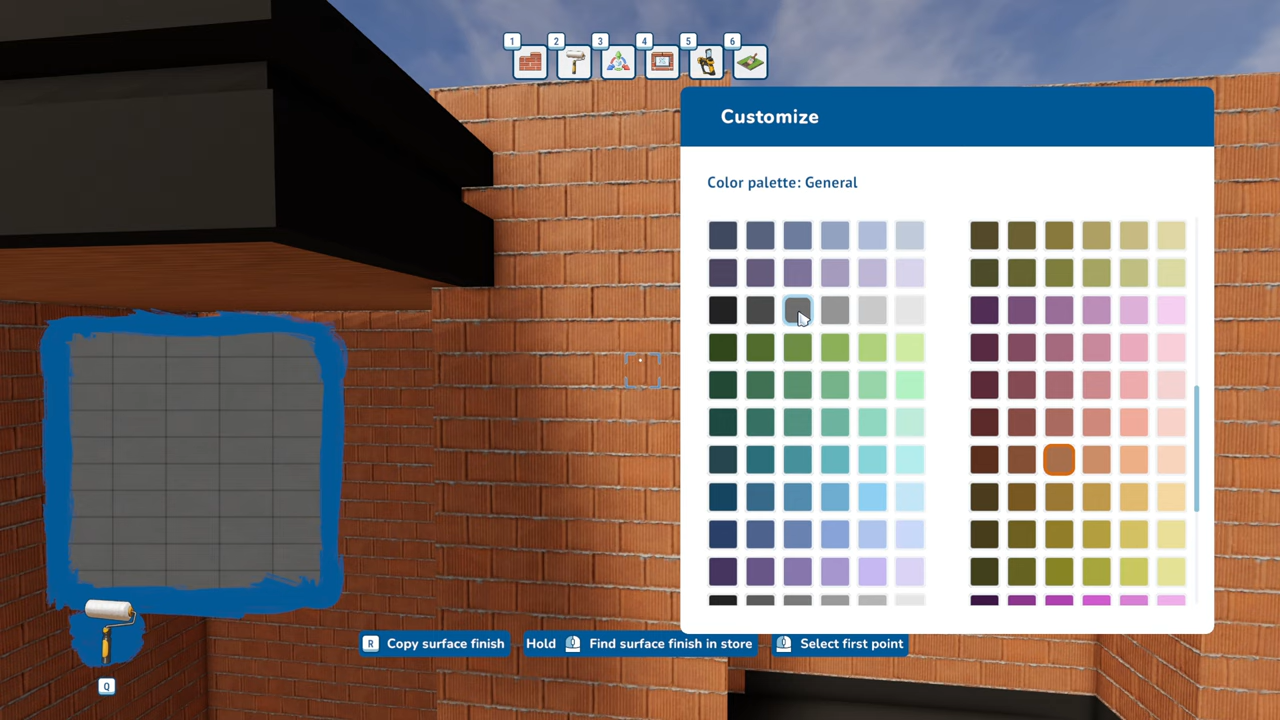 1 2 3 4 5 6
Customize
Color palette: General
R Copy surface finish Hold Find surface finish in store Select first point
Q